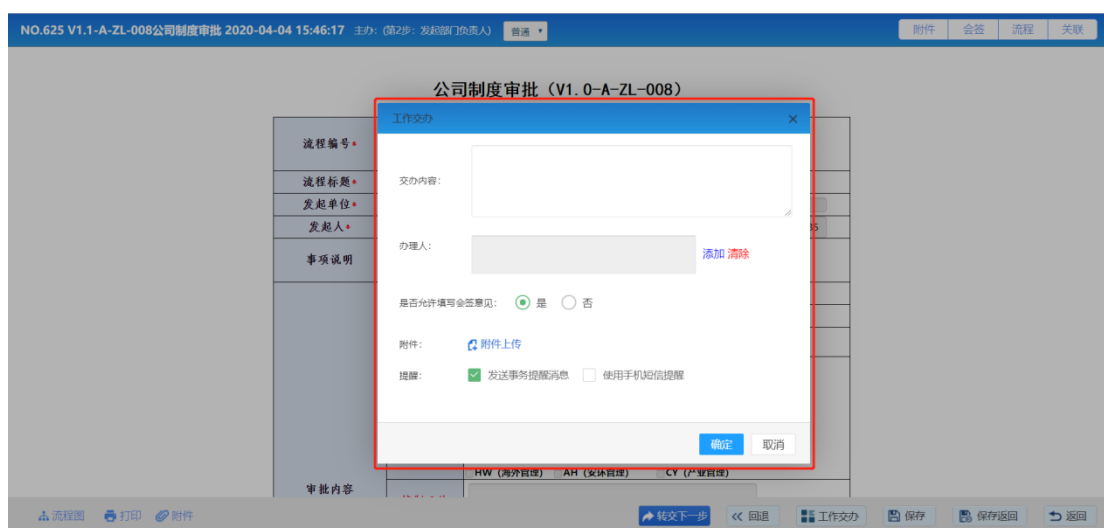 NO.625 V1.1-A-ZL-008公司制度审批 2020-04-04 15:46:17 主办: (第2步: 发起部门负责人) 普通 附件 会签 流程 关联
公司制度审批（V1.0-A-ZL-008）
工作交办
流程编号*
流程标题*
交办内容:
发起单位*
发起人*
办理人:
添加 清除
事项说明
是否允许填写会签意见: 是 否
附件: 附件上传
提醒: 发送事务提醒消息 使用手机短信提醒
确定 取消
HW（海外管理） AH（安环管理） CY（产业管理）
审批内容
流程图 打印 附件 转交下一步 回退 工作交办 保存 保存返回 返回